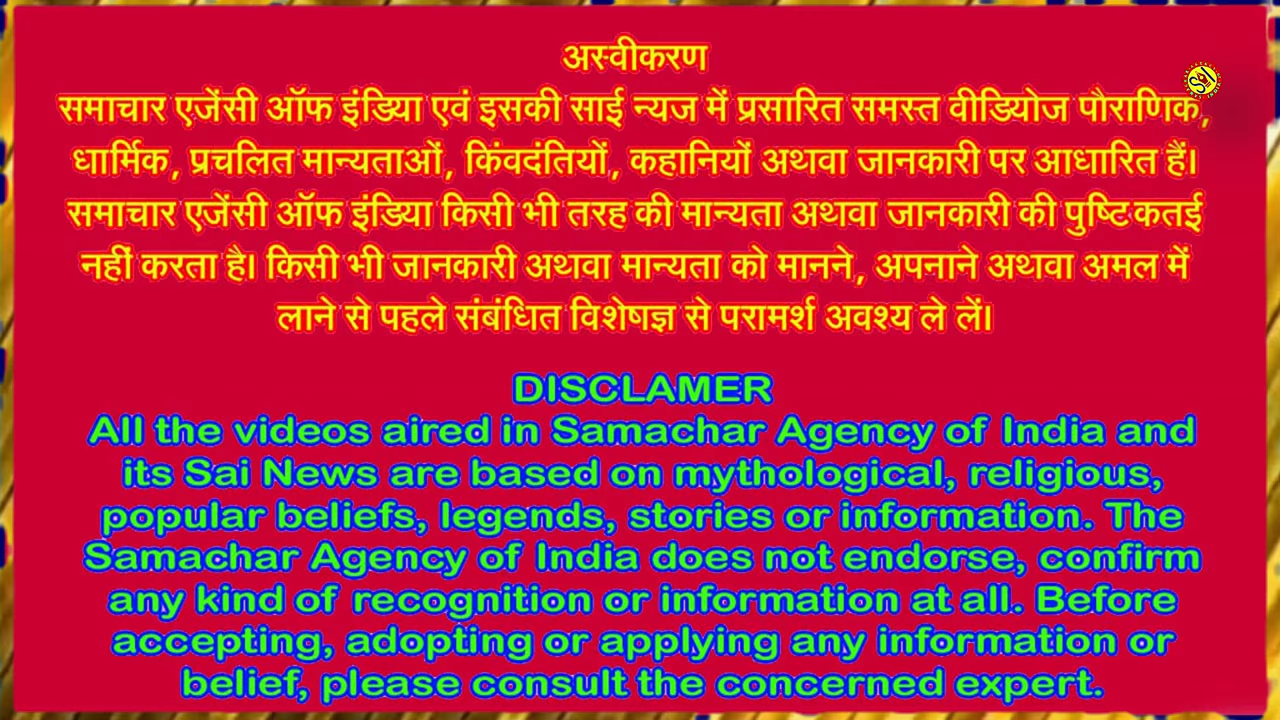 अस्वीकरण
SAI
समाचार एजेंसी ऑफ इंडिया एवं इसकी साई न्यज में प्रसारित समस्त वीडियोज पौराणिक,
धार्मिक, प्रचलित मान्यताओं, किंवदंतियों, कहानियों अथवा जानकारी पर आधारित हैं।
समाचार एजेंसी ऑफ इंडिया किसी भी तरह की मान्यता अथवा जानकारी की पुष्टि कतई
नहीं करता है। किसी भी जानकारी अथवा मान्यता को मानने, अपनाने अथवा अमल में
लाने से पहले संबंधित विशेषज्ञ से परामर्श अवश्य ले लें।
DISCLAMER
All the videos aired in Samachar Agency of India and
its Sai News are based on mythological, religious,
popular beliefs, legends, stories or information. The
Samachar Agency of India does not endorse, confirm
any kind of recognition or information at all. Before
accepting, adopting or applying any information or
belief, please consult the concerned expert.